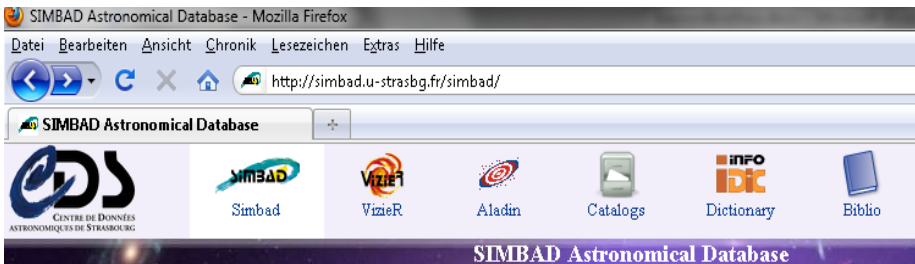 SIMBAD Astronomical Database - Mozilla Firefox
Datei Bearbeiten Ansicht Chronik Lesezeichen Extras Hilfe
http://simbad.u-strasbg.fr/simbad/
SIMBAD Astronomical Database
CDS
CENTRE DE DONNÉES
ASTRONOMIQUES DE STRASBOURG
SIMBAD
Simbad
VizieR
VizieR
Aladin
Catalogs
INFO
DIC
Dictionary
Biblio
SIMBAD Astronomical Database